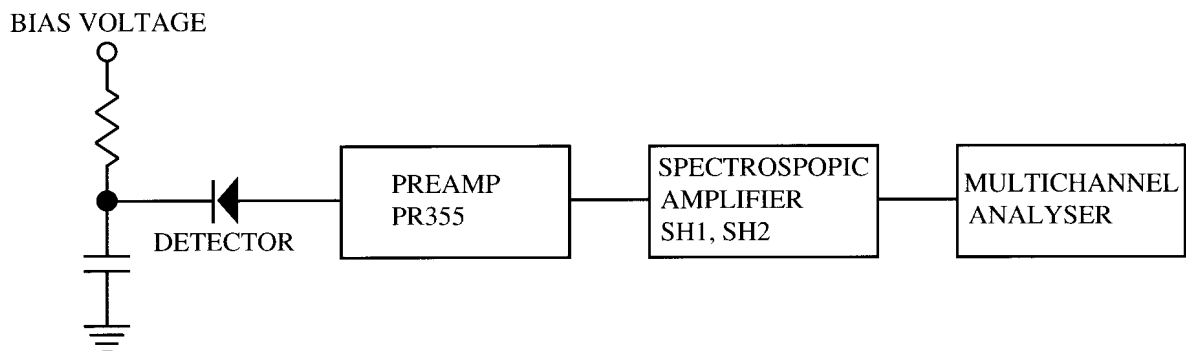 BIAS VOLTAGE
DETECTOR
PREAMP
PR355
SPECTROSPOPIC
AMPLIFIER
SH1, SH2
MULTICHANNEL
ANALYSER